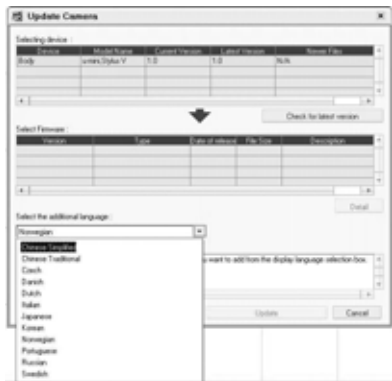 Update Camera
Selecting device :
Device Model Name Current Version Latest Version Newer Files
Body µ-mini,Stylus V 1.0 1.0 N/A
Check for latest version
Select Firmware :
Version Type Date of released File Size Description
Detail
Select the additional language :
Norwegian
Chinese Simplified
Chinese Traditional
want to add from the display language selection box.
Czech
Danish
Dutch
Italian
Japanese
Update Cancel
Korean
Norwegian
Portuguese
Russian
Swedish